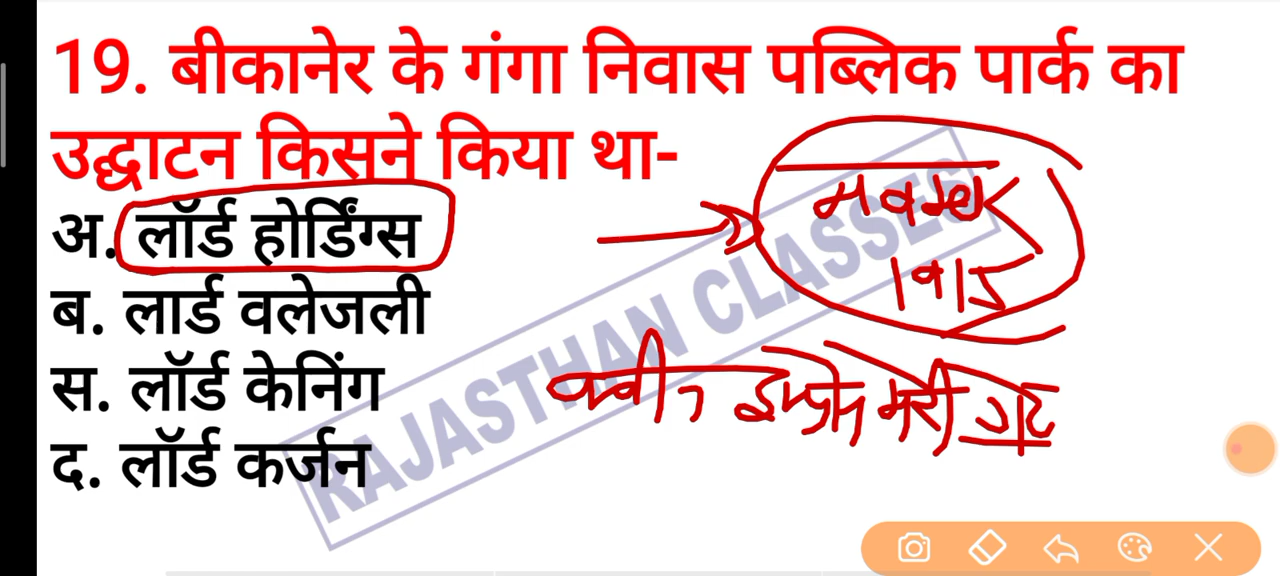 19. बीकानेर के गंगा निवास पब्लिक पार्क का
उद्घाटन किसने किया था-
अ. लॉर्ड होर्डिंग्स
ब. लार्ड वलेजली
स. लॉर्ड केनिंग
द. लॉर्ड कर्जन
RAJASTHAN CLASSES
1915